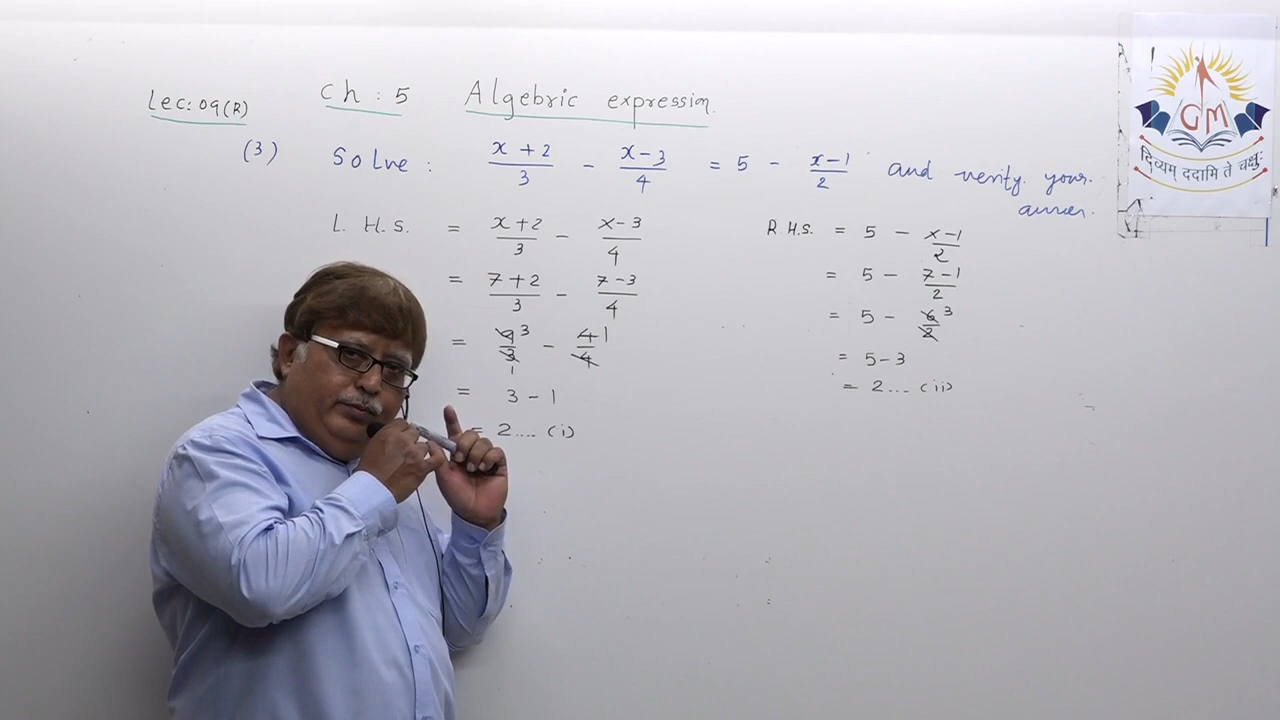 Lec: 09 (R)
Ch : 5 Algebric expression.
(3) Solve : (x+2)/3 - (x-3)/4 = 5 - (x-1)/2 and verify your
L. H. S. = (x+2)/3 - (x-3)/4
= (7+2)/3 - (7-3)/4
= 9/3 3 1 - 4/4 1
= 3 - 1
= 2.... (i)
R.H.S. = 5 - (x-1)/2
= 5 - (7-1)/2
= 5 - 6/2 3
= 5-3
= 2.... (ii)
GM
दिव्यम् ददामि ते चक्षुः